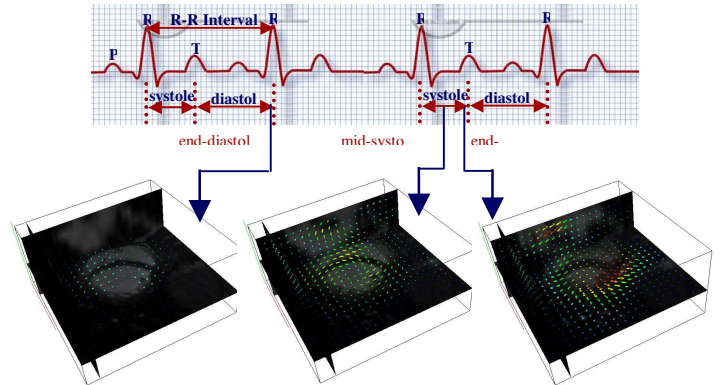 R R-R Interval R R R
P T T
systole diastol systole diastol
end-diastol mid-systo end-